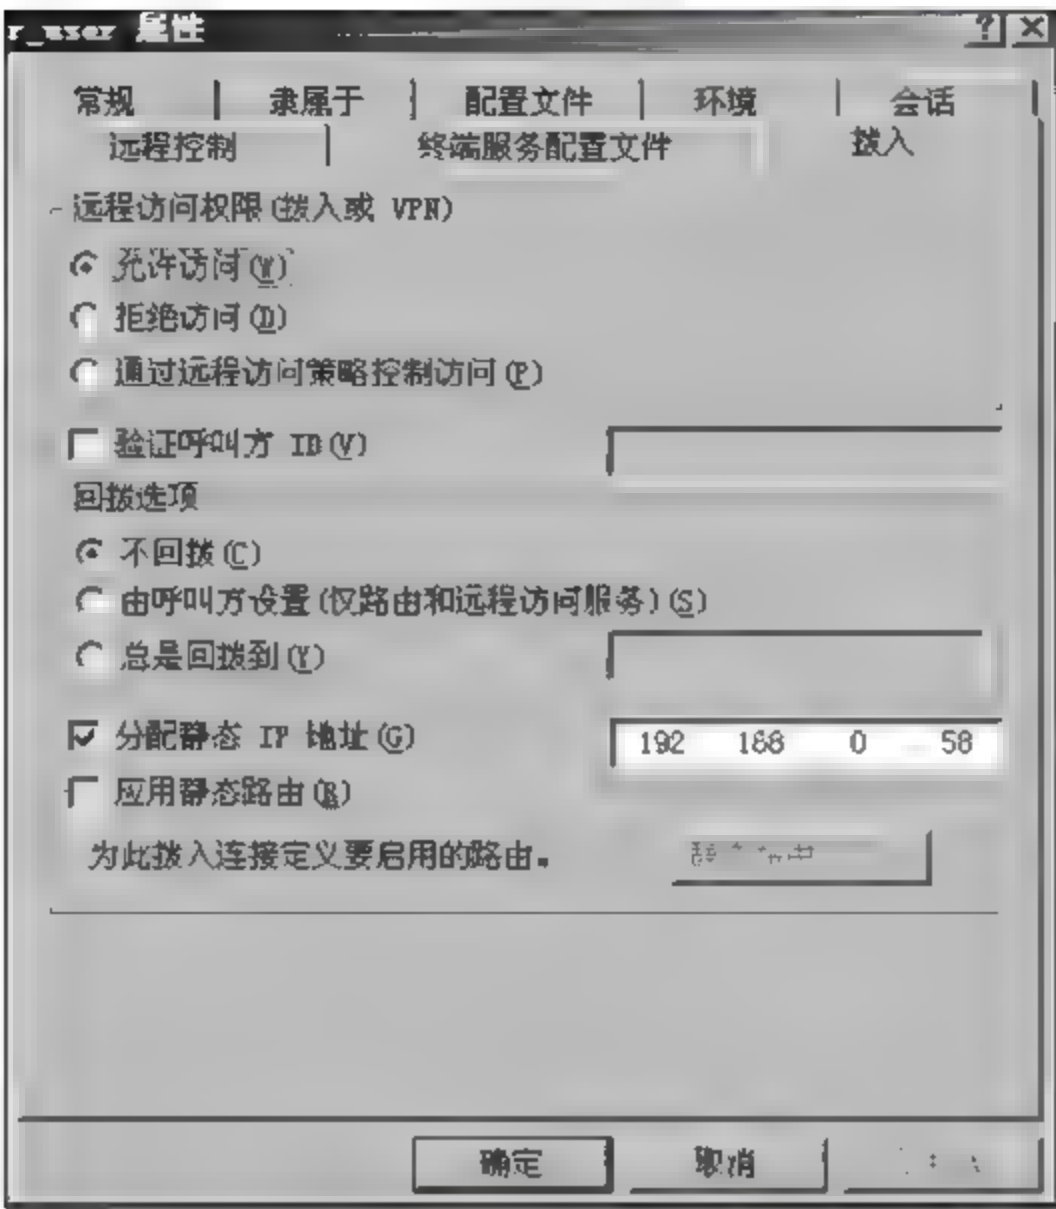 r_user 属性
常规 隶属于 配置文件 环境 会话
远程控制 终端服务配置文件 拨入
远程访问权限(拨入或 VPN)
允许访问(W)
拒绝访问(D)
通过远程访问策略控制访问(P)
验证呼叫方 ID(V)
回拨选项
不回拨(C)
由呼叫方设置(仅路由和远程访问服务)(S)
总是回拨到(Y)
分配静态 IP 地址(G) 192 168 0 58
应用静态路由(R)
为此拨入连接定义要启用的路由。
确定 取消